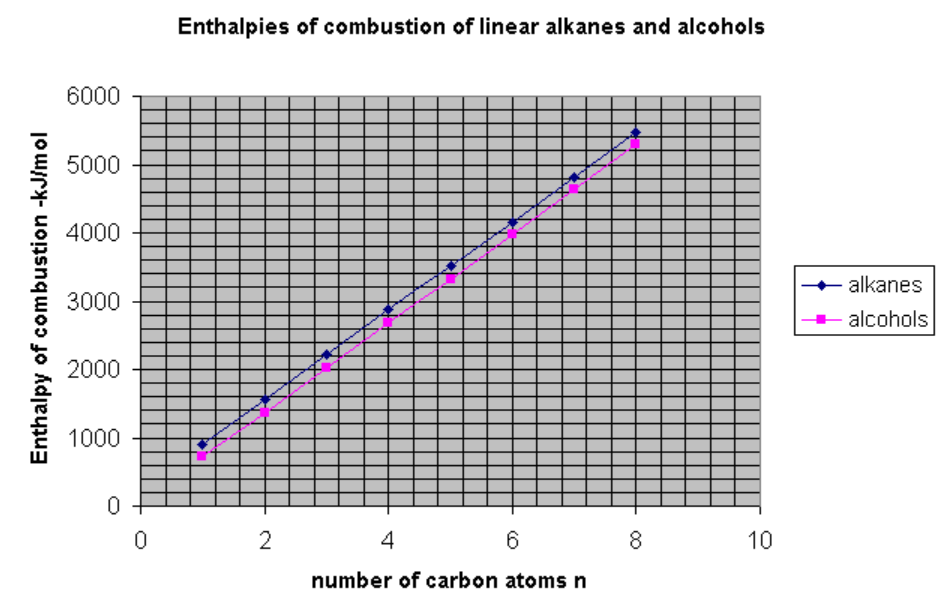 Enthalpies of combustion of linear alkanes and alcohols
Enthalpy of combustion -kJ/mol
6000
5000
4000
3000
2000
1000
0
0 2 4 6 8 10
number of carbon atoms n
alkanes
alcohols